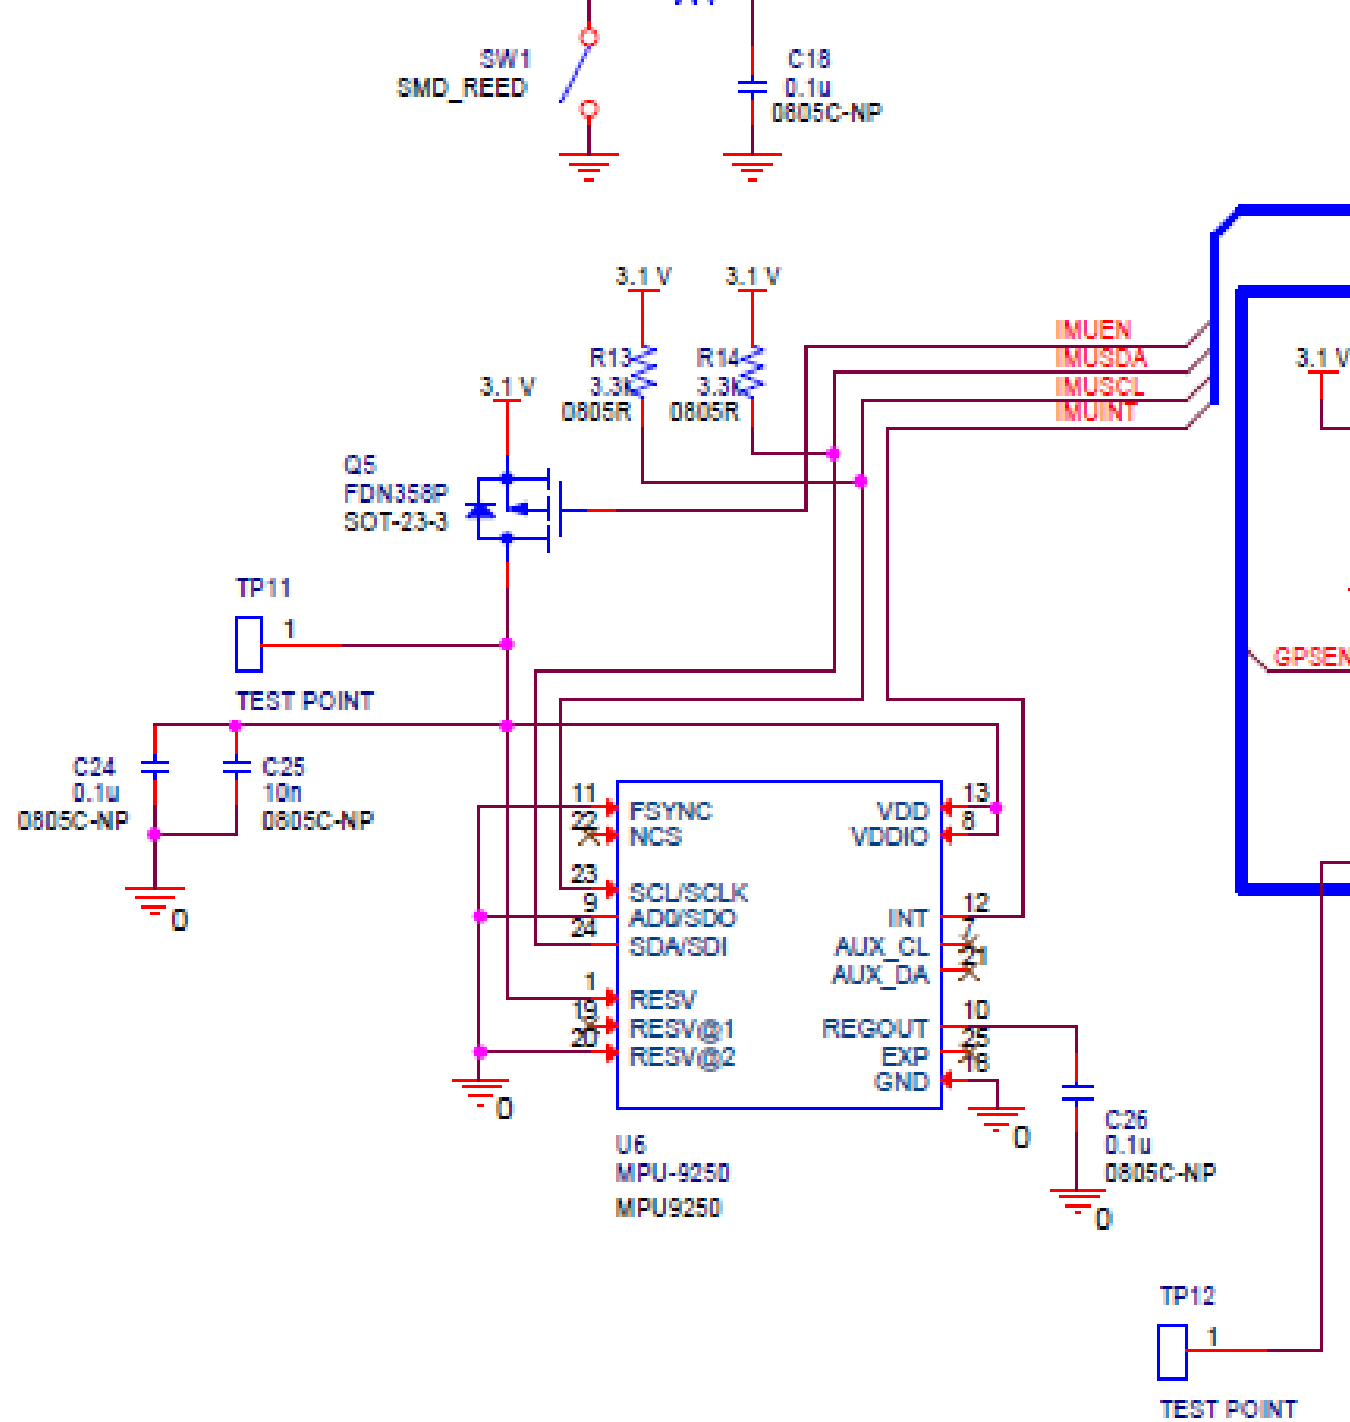 SW1
SMD_REED
C18
0.1u
0805C-NP
3.1 V
3.1 V
IMUEN
R13
3.3k
0805R
R14
3.3k
0805R
IMUSDA
IMUSCL
IMUINT
3.1 V
3.1 V
Q5
FDN358P
SOT-23-3
TP11
1
TEST POINT
GPSEN
C24
0.1u
0805C-NP
C25
10n
0805C-NP
0
11
FSYNC
NCS
23
SCL/SCLK
9
AD0/SDO
24
SDA/SDI
1
RESV
RESV@1
RESV@2
0
13
VDD
8
VDDIO
12
INT
7
AUX_CL
21
AUX_DA
10
REGOUT
EXP
18
GND
0
C26
0.1u
0805C-NP
0
U6
MPU-9250
MPU9250
TP12
1
TEST POINT